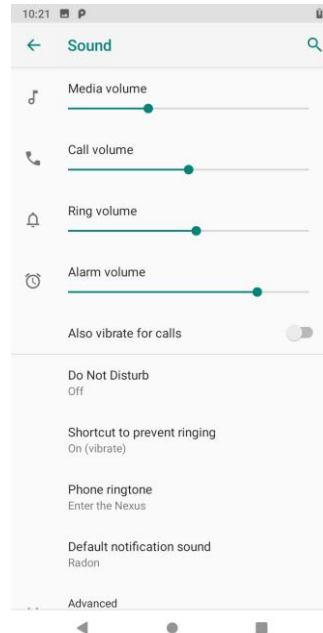 10:21
Sound
Media volume
Call volume
Ring volume
Alarm volume
Also vibrate for calls
Do Not Disturb
Off
Shortcut to prevent ringing
On (vibrate)
Phone ringtone
Enter the Nexus
Default notification sound
Radon
Advanced